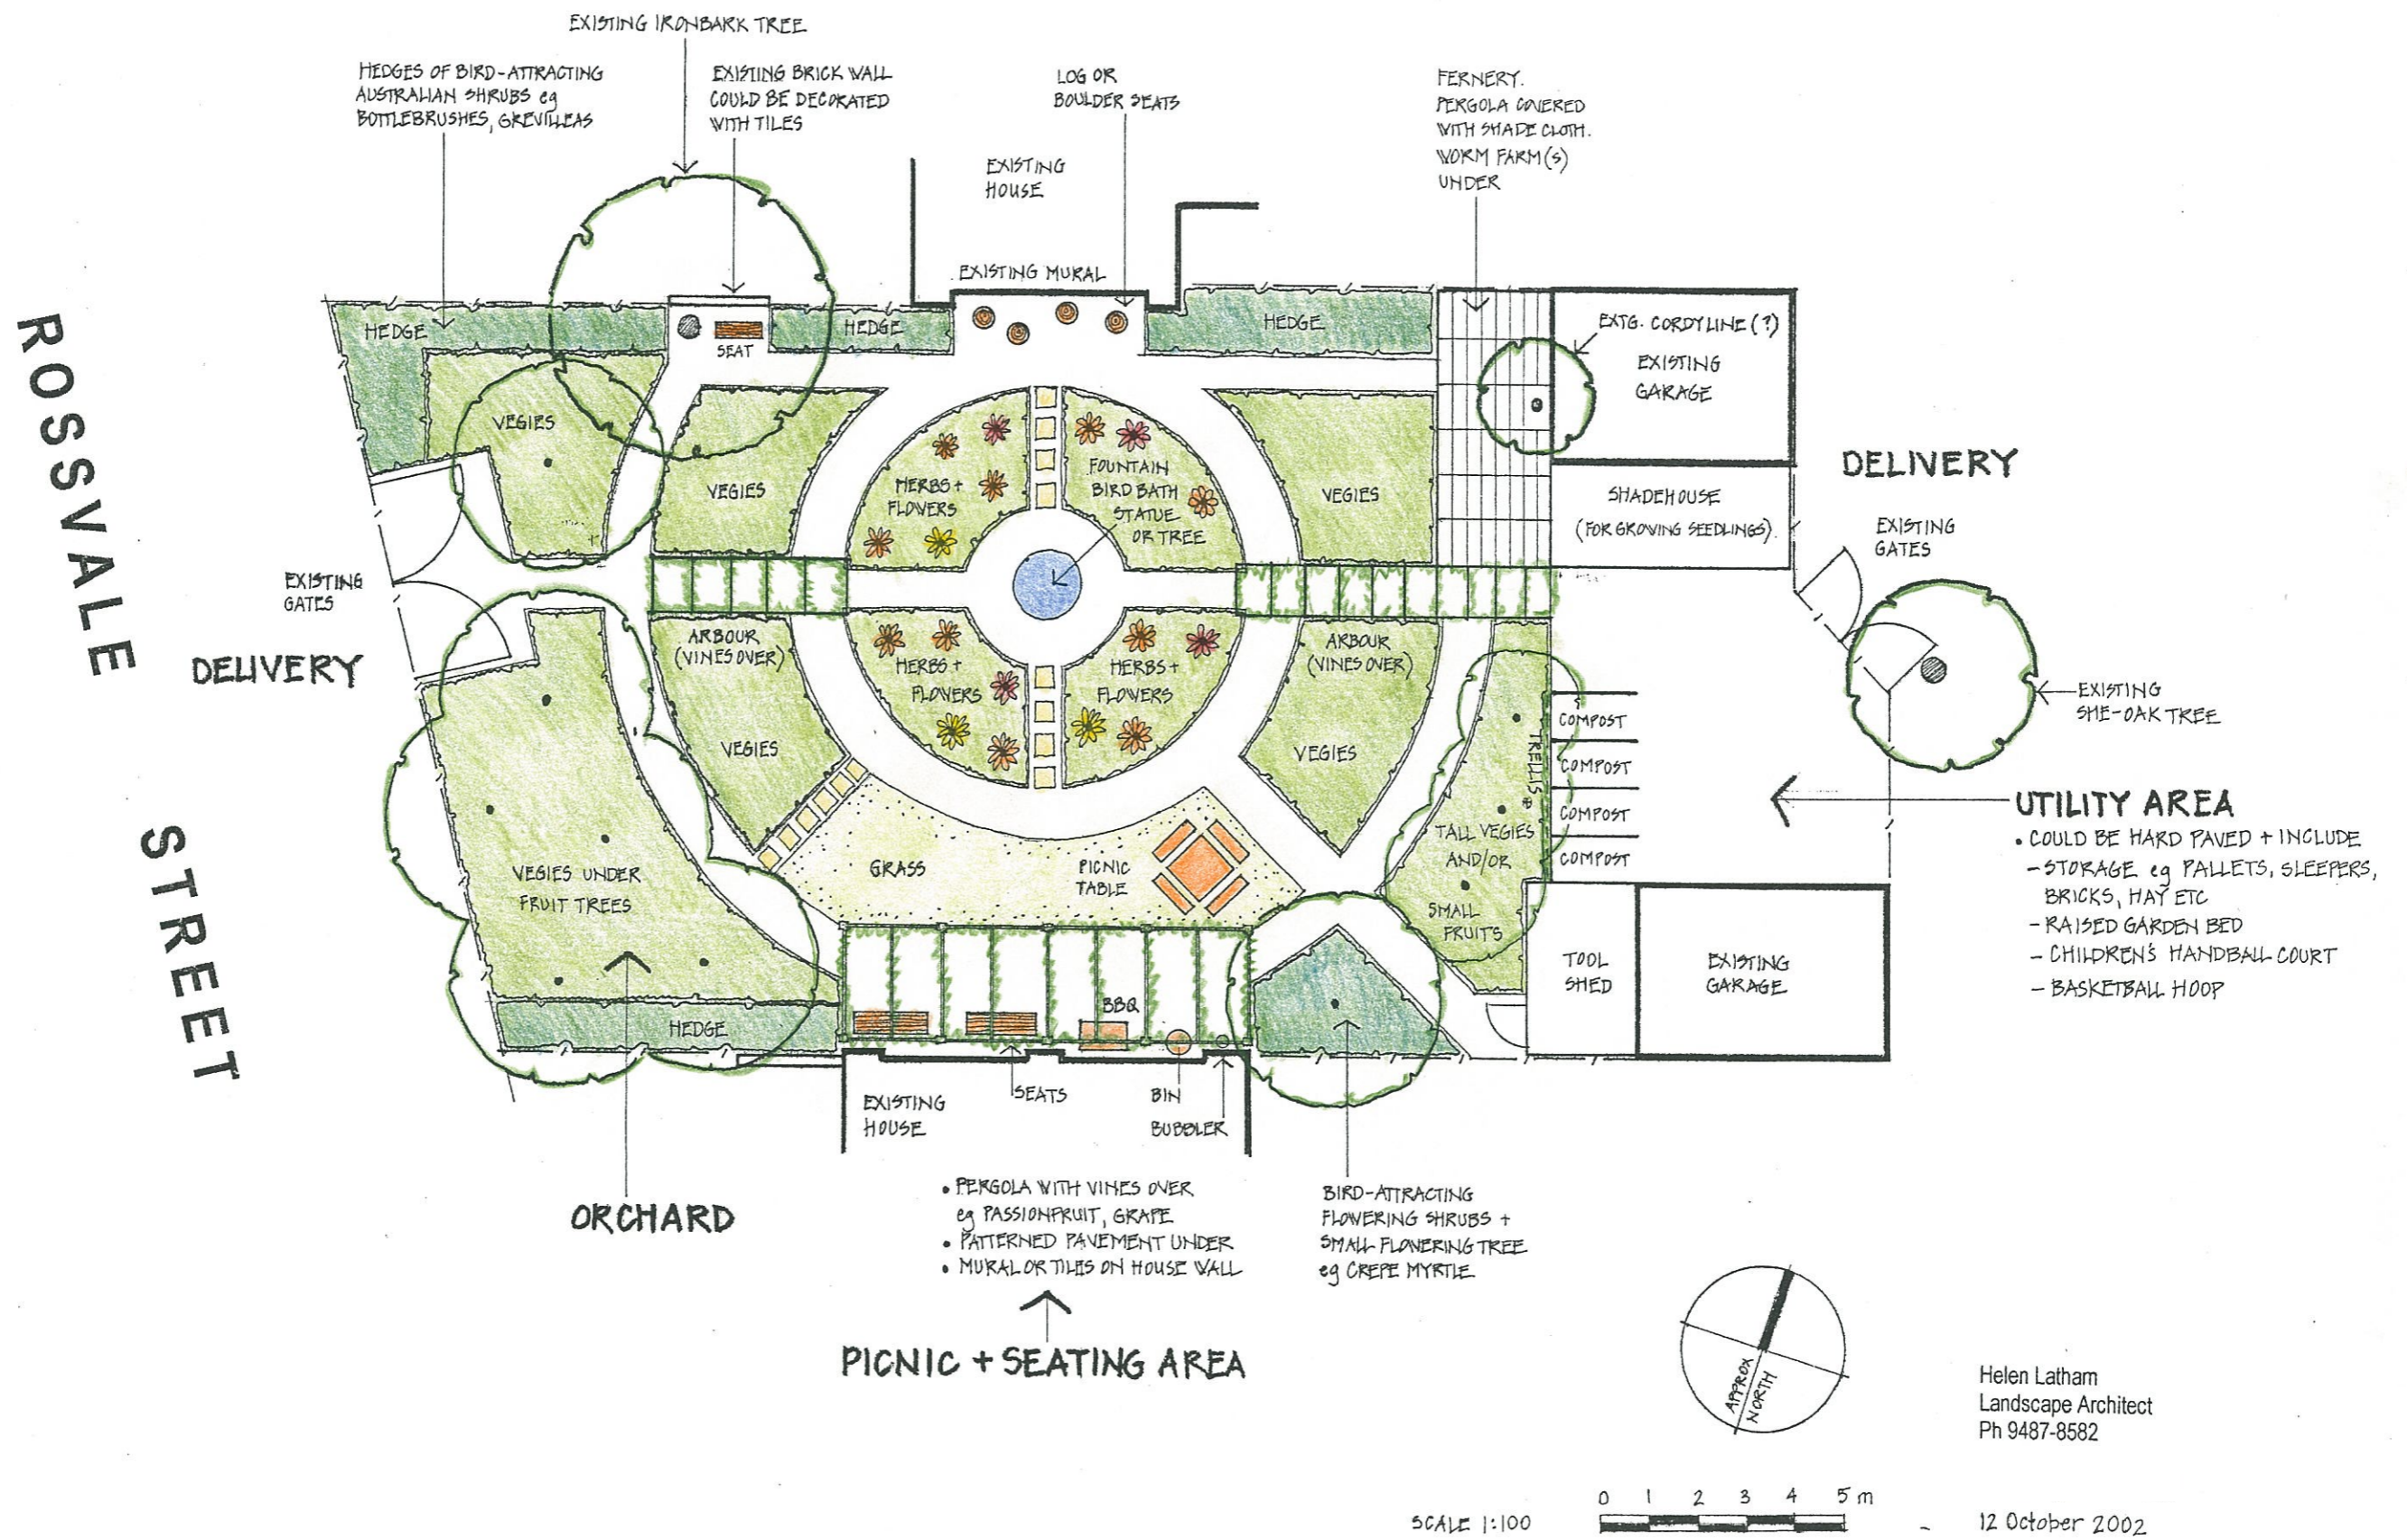 EXISTING IRONBARK TREE
HEDGES OF BIRD-ATTRACTING
AUSTRALIAN SHRUBS eg
BOTTLEBRUSHES, GREVILLEAS
EXISTING BRICK WALL
COULD BE DECORATED
WITH TILES
LOG OR
BOULDER SEATS
FERNERY.
PERGOLA COVERED
WITH SHADE CLOTH.
WORM FARM(S)
UNDER
EXISTING
HOUSE
EXISTING MURAL
ROSSVALE STREET
HEDGE
SEAT
HEDGE
HEDGE
EXTG. CORDYLINE (?)
EXISTING
GARAGE
VEGIES
VEGIES
HERBS +
FLOWERS
FOUNTAIN
BIRD BATH
STATUE
OR TREE
VEGIES
SHADEHOUSE
(FOR GROWING SEEDLINGS).
DELIVERY
EXISTING
GATES
EXISTING
GATES
DELIVERY
ARBOUR
(VINES OVER)
HERBS +
FLOWERS
HERBS +
FLOWERS
ARBOUR
(VINES OVER)
EXISTING
SHE-OAK TREE
VEGIES
VEGIES
TRELLIS
COMPOST
COMPOST
COMPOST
COMPOST
UTILITY AREA
• COULD BE HARD PAVED + INCLUDE
- STORAGE eg PALLETS, SLEEPERS,
BRICKS, HAY ETC
- RAISED GARDEN BED
- CHILDREN'S HANDBALL COURT
- BASKETBALL HOOP
VEGIES UNDER
FRUIT TREES
GRASS
PICNIC
TABLE
TALL VEGIES
AND/OR
SMALL
FRUITS
TOOL
SHED
EXISTING
GARAGE
HEDGE
BBQ
EXISTING
HOUSE
SEATS
BIN
BUBBLER
ORCHARD
• PERGOLA WITH VINES OVER
eg PASSIONFRUIT, GRAPE
• PATTERNED PAVEMENT UNDER
• MURAL OR TILES ON HOUSE WALL
PICNIC + SEATING AREA
BIRD-ATTRACTING
FLOWERING SHRUBS +
SMALL FLOWERING TREE
eg CREPE MYRTLE
APPROX
NORTH
Helen Latham
Landscape Architect
Ph 9487-8582
SCALE 1:100
0 1 2 3 4 5 m
12 October 2002